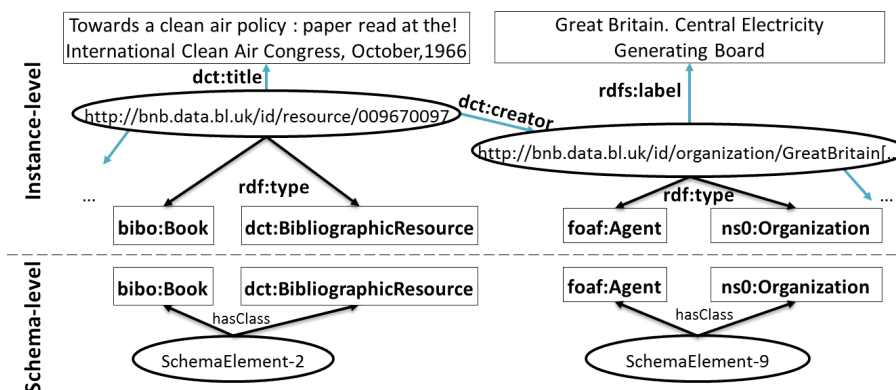 Towards a clean air policy : paper read at the!
International Clean Air Congress, October,1966
Great Britain. Central Electricity
Generating Board
dct:title
rdfs:label
Instance-level
http://bnb.data.bl.uk/id/resource/009670097
dct:creator
http://bnb.data.bl.uk/id/organization/GreatBritain[...
...
rdf:type
rdf:type
...
bibo:Book
dct:BibliographicResource
foaf:Agent
ns0:Organization
Schema-level
bibo:Book
dct:BibliographicResource
foaf:Agent
ns0:Organization
hasClass
hasClass
SchemaElement-2
SchemaElement-9